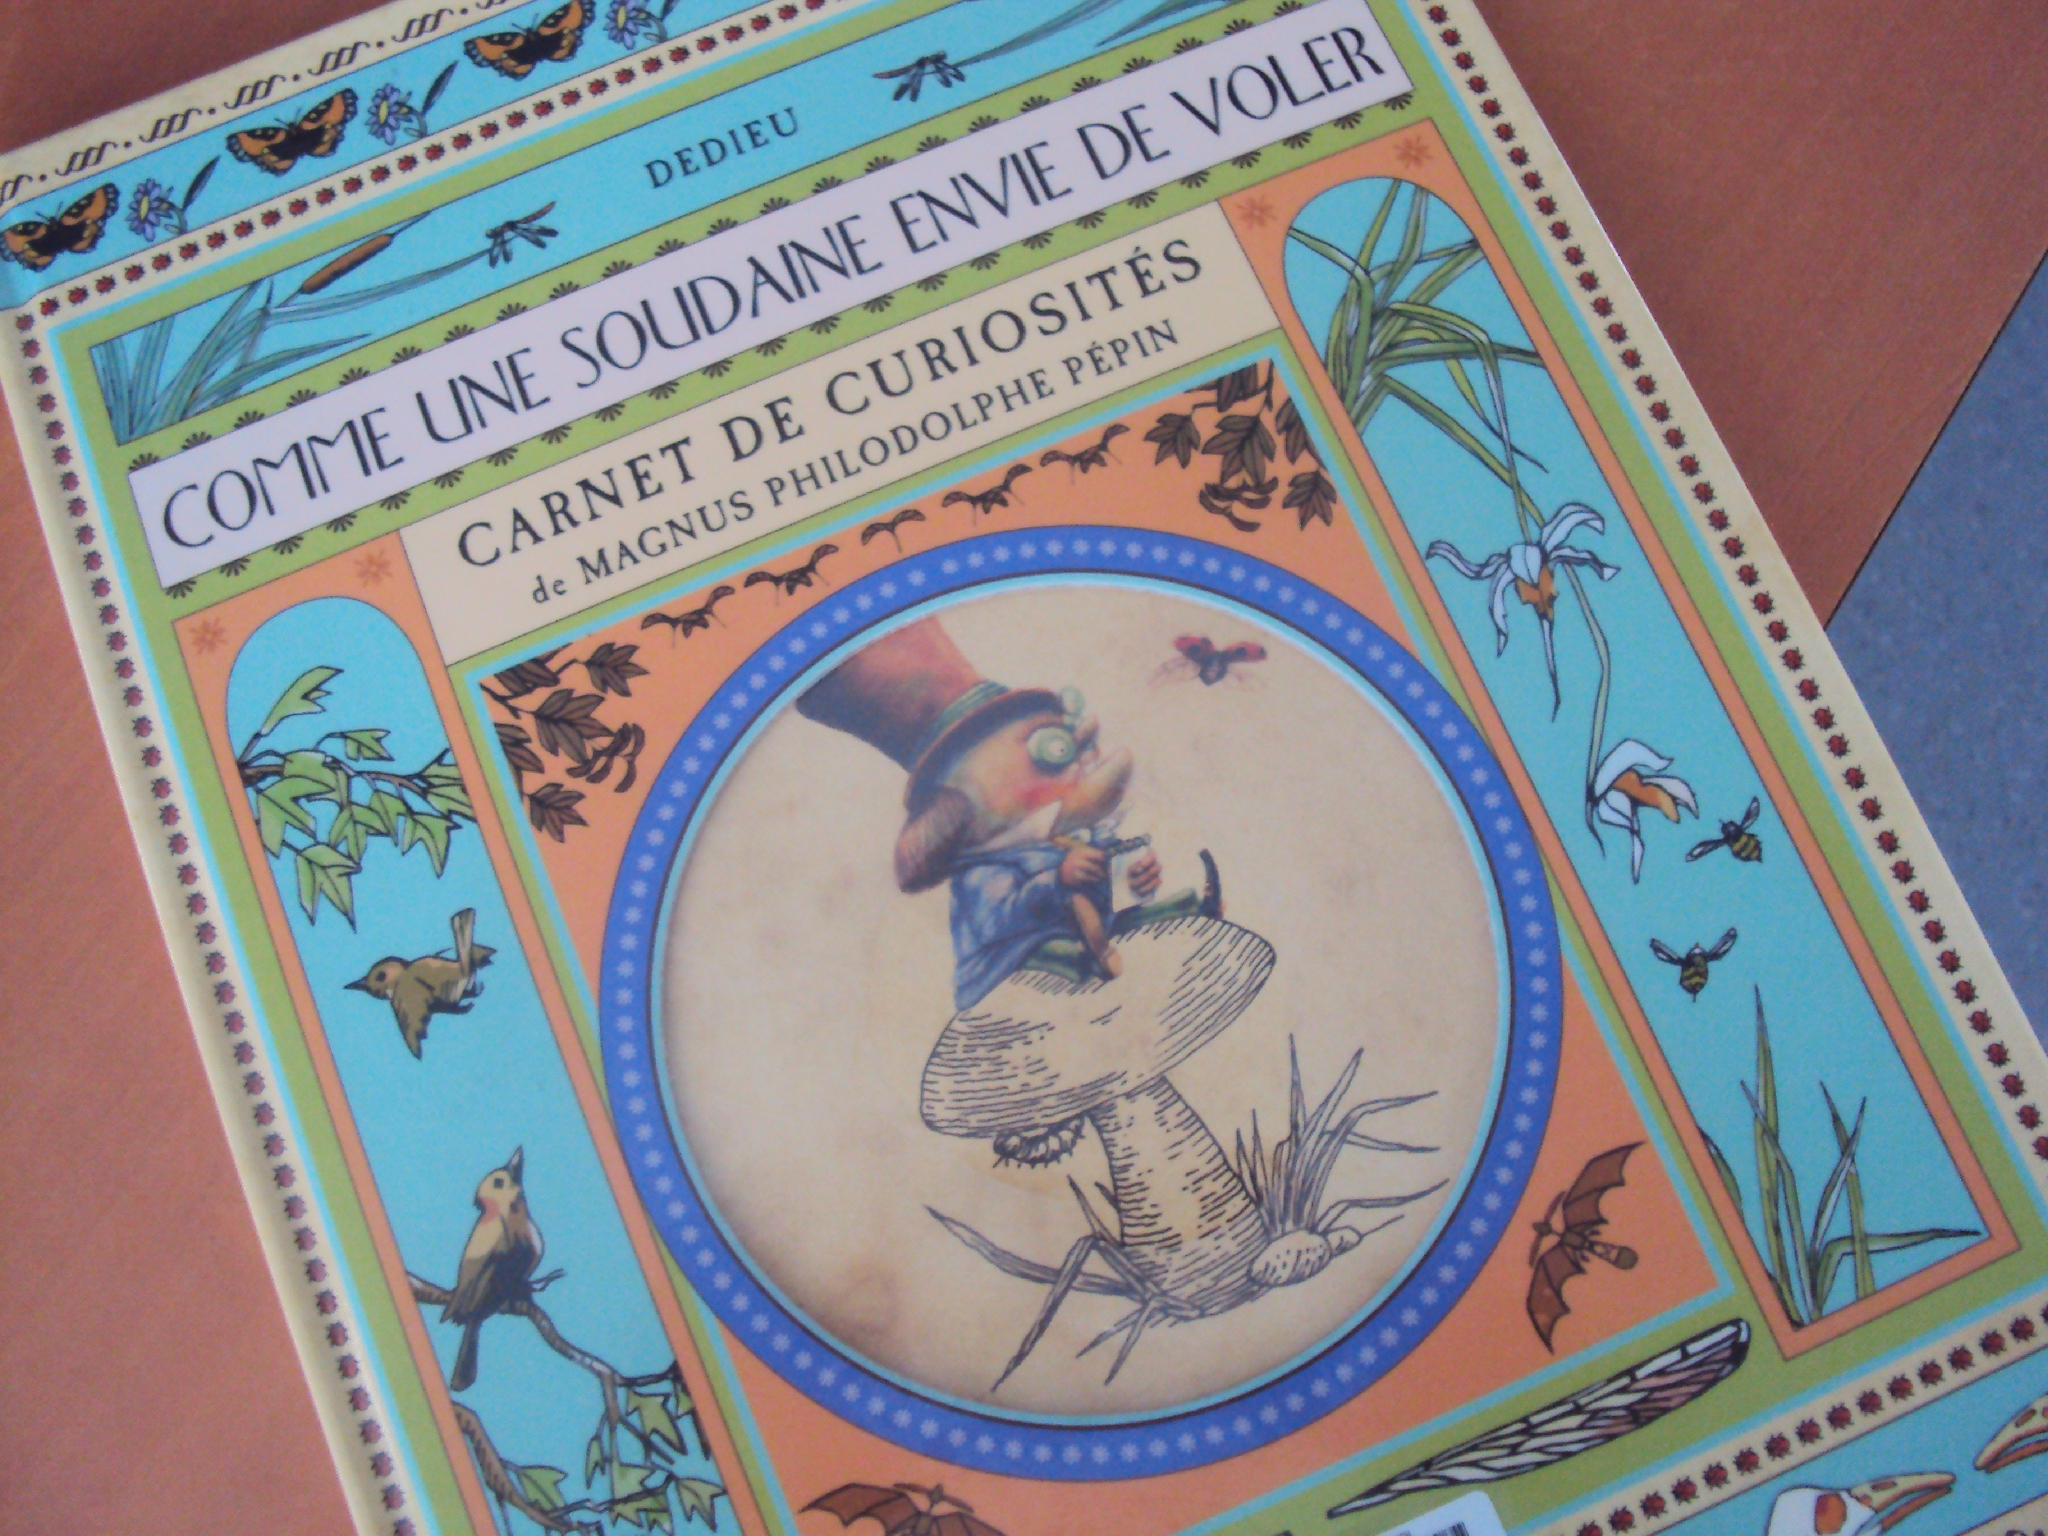 DEDIEU
COMME UNE SOUDAINE ENVIE DE VOLER
CARNET DE CURIOSITÉS
de MAGNUS PHILODOLPHE PÉPIN